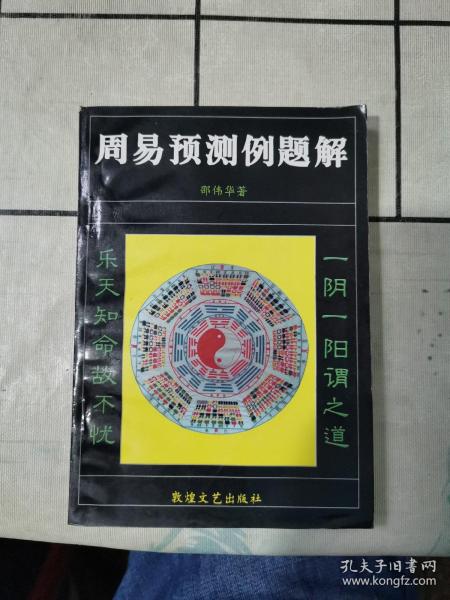 周易预测例题解
邵伟华著
一阴一阳谓之道
乐天知命故不忧
敦煌文艺出版社
孔夫子旧书网
www.kongfz.com